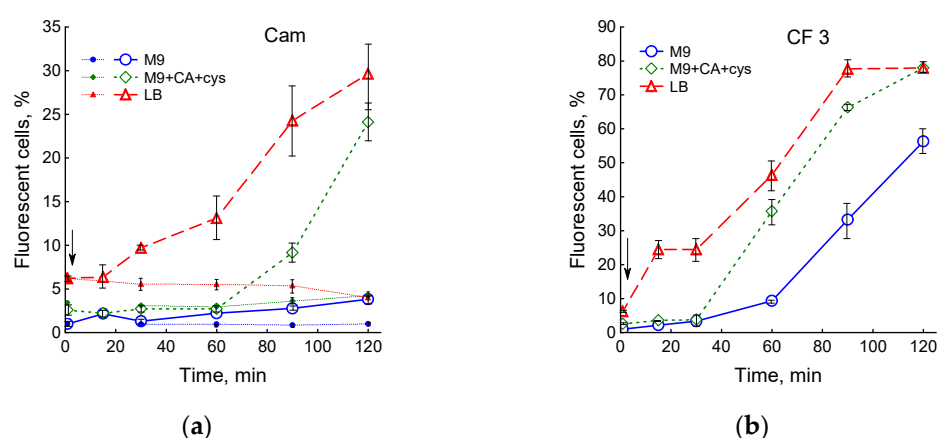 Cam
Fluorescent cells, %
35
30
25
20
15
10
5
0
M9
M9+CA+cys
LB
0 20 40 60 80 100 120
Time, min
(a)
CF 3
Fluorescent cells, %
90
80
70
60
50
40
30
20
10
0
M9
M9+CA+cys
LB
0 20 40 60 80 100 120
Time, min
(b)